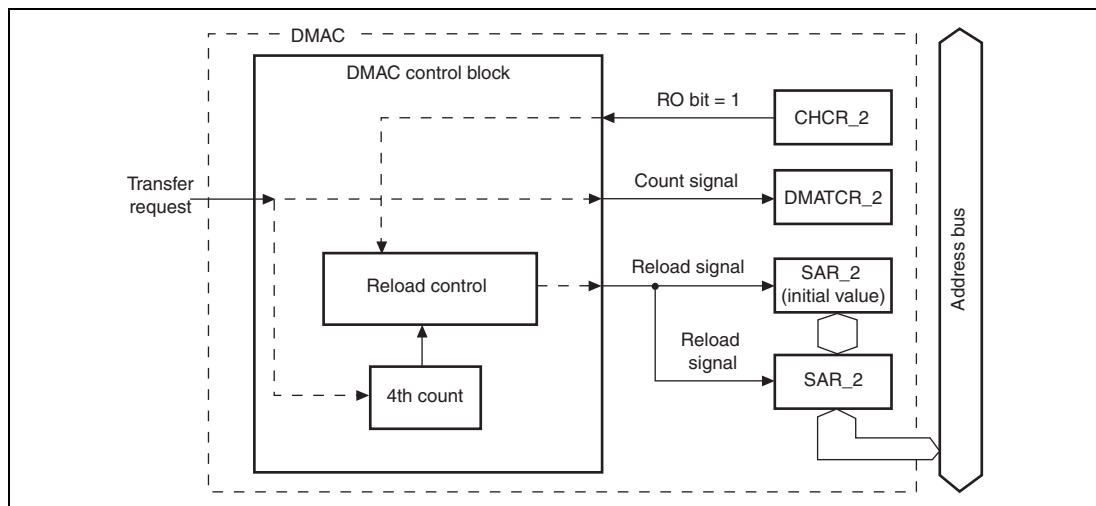 DMAC
DMAC control block
RO bit = 1
CHCR_2
Transfer
request
Count signal
DMATCR_2
Reload control
Reload signal
SAR_2
(initial value)
Reload
signal
4th count
SAR_2
Address bus